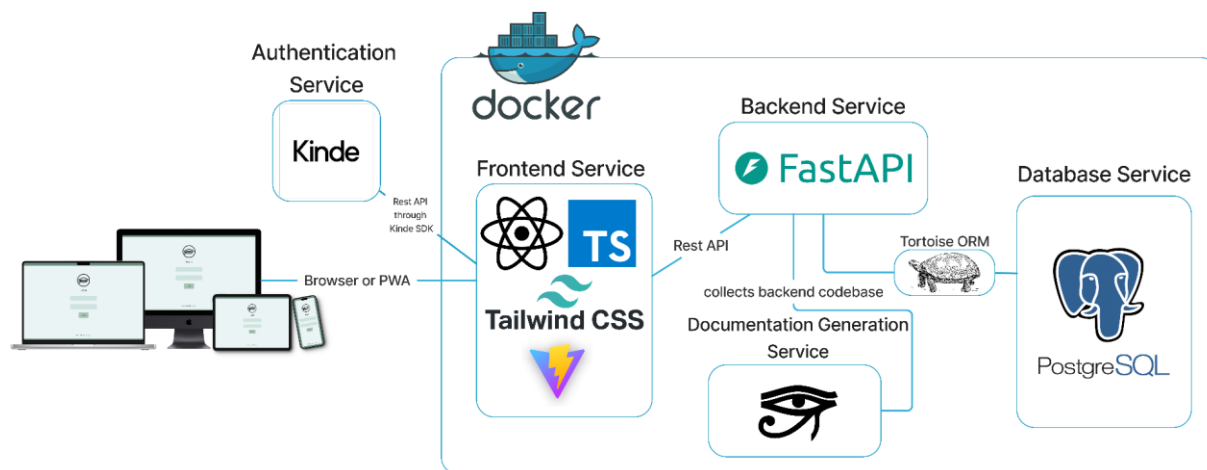 Authentication
Service
Kinde
docker
Frontend Service
TS
Tailwind CSS
Rest API
through
Kinde SDK
Browser or PWA
Backend Service
FastAPI
Rest API
collects backend codebase
Documentation Generation
Service
Tortoise ORM
Database Service
PostgreSQL